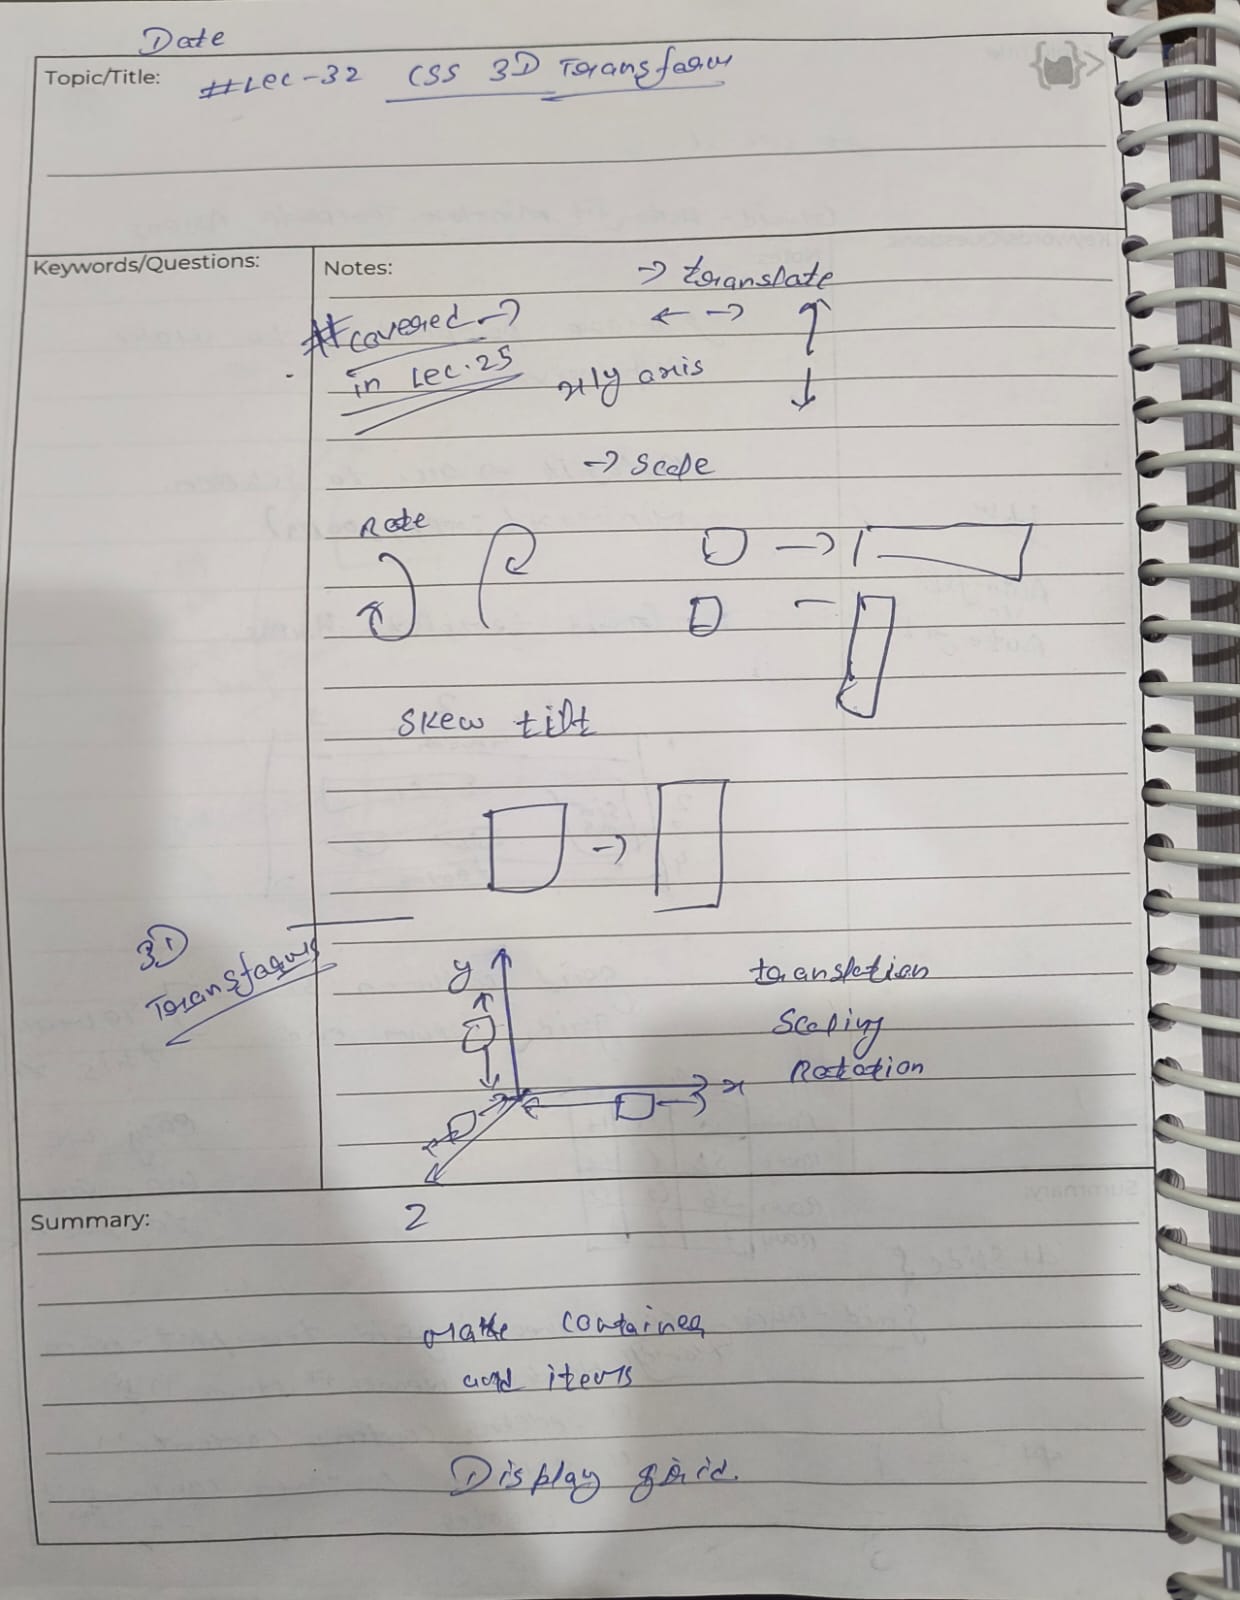 Date
Topic/Title: #Lec-32 CSS 3D Transform
Keywords/Questions:
Notes:
→ translate
#covered →
← →
in Lec.25
x/y axis
→ Scale
Rote
Skew tilt
3D
Transforms
y
translation
Scaling
Rotation
x
Summary:
2
make container
and items
Display grid.